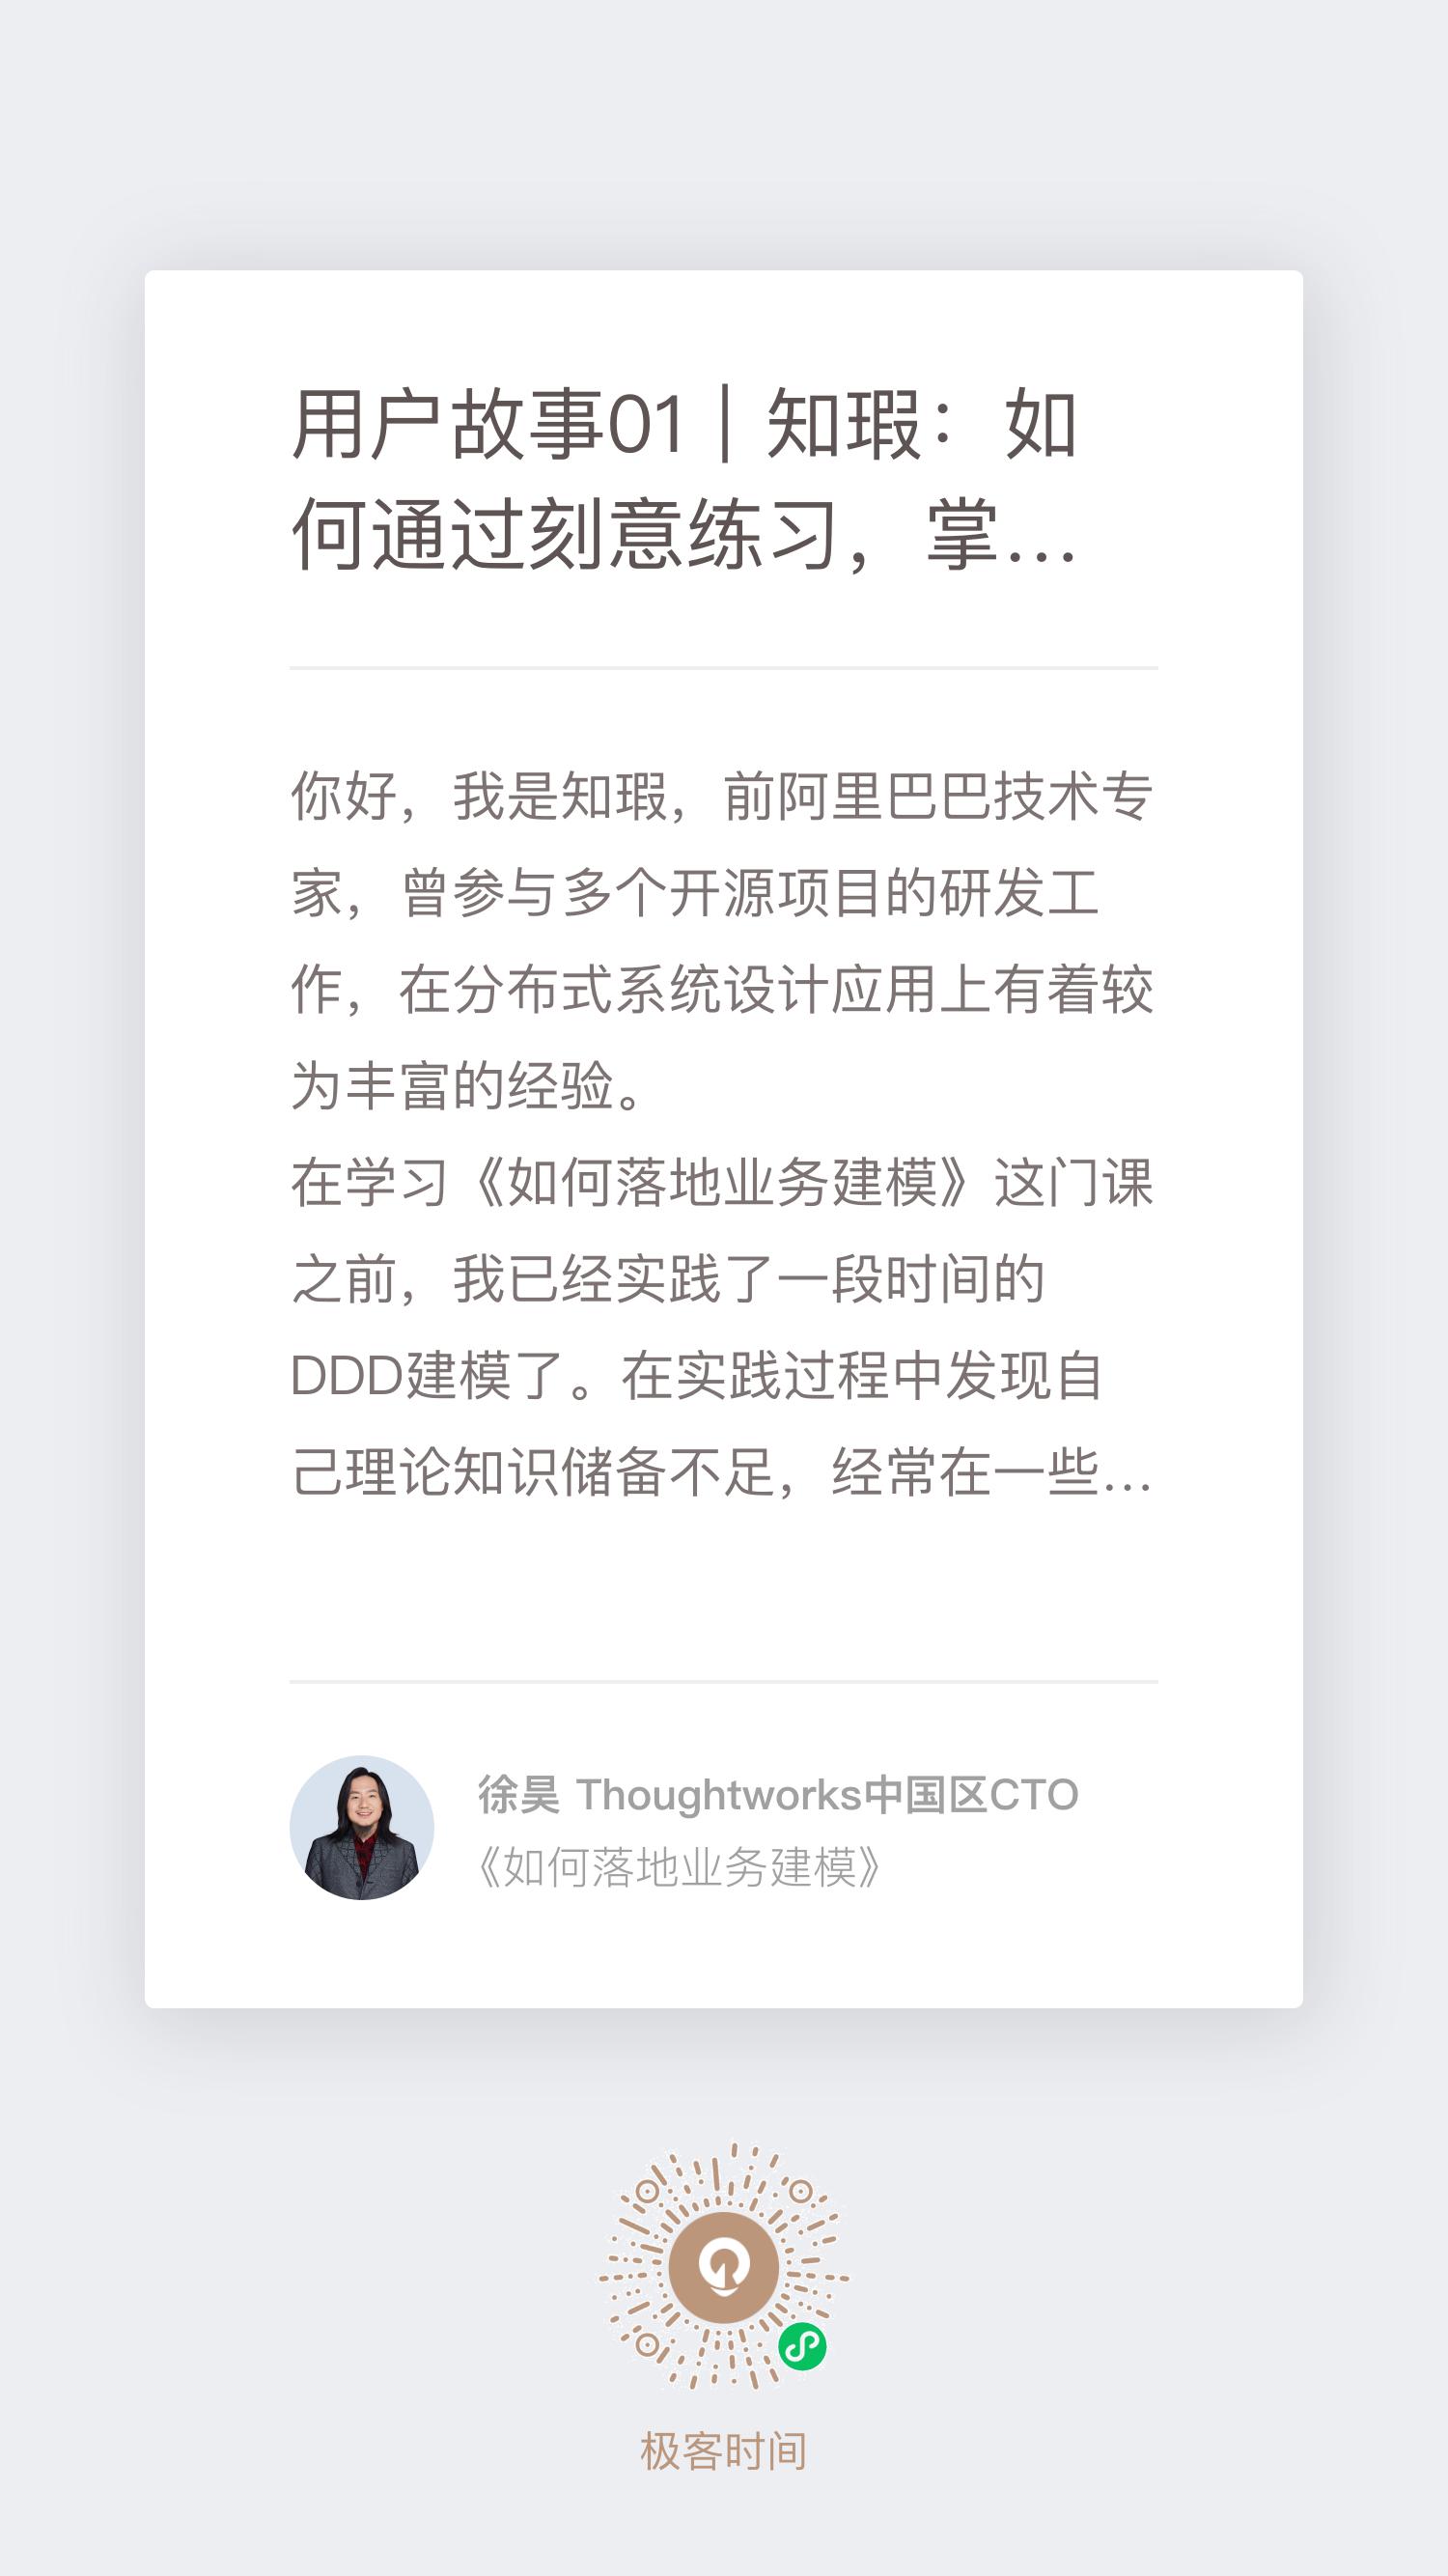 用户故事01｜知瑕：如
何通过刻意练习，掌...
你好，我是知瑕，前阿里巴巴技术专
家，曾参与多个开源项目的研发工
作，在分布式系统设计应用上有着较
为丰富的经验。
在学习《如何落地业务建模》这门课
之前，我已经实践了一段时间的
DDD建模了。在实践过程中发现自
己理论知识储备不足，经常在一些...
徐昊 Thoughtworks中国区CTO
《如何落地业务建模》
极客时间